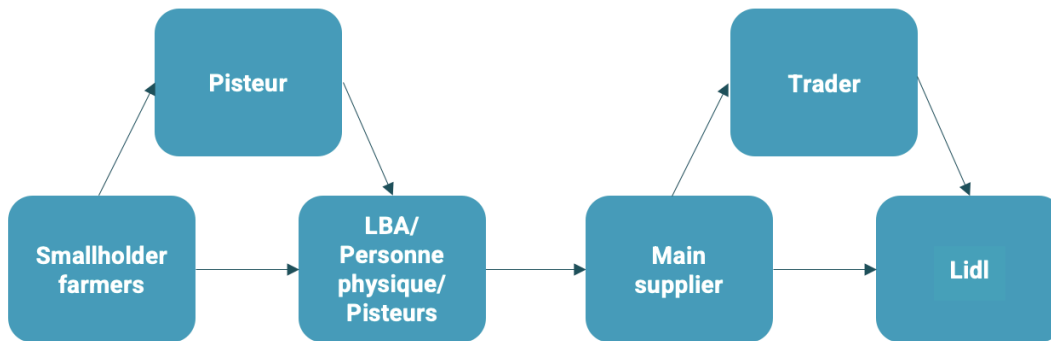 Pisteur
Trader
Smallholder
farmers
LBA/
Personne
physique/
Pisteurs
Main
supplier
Lidl